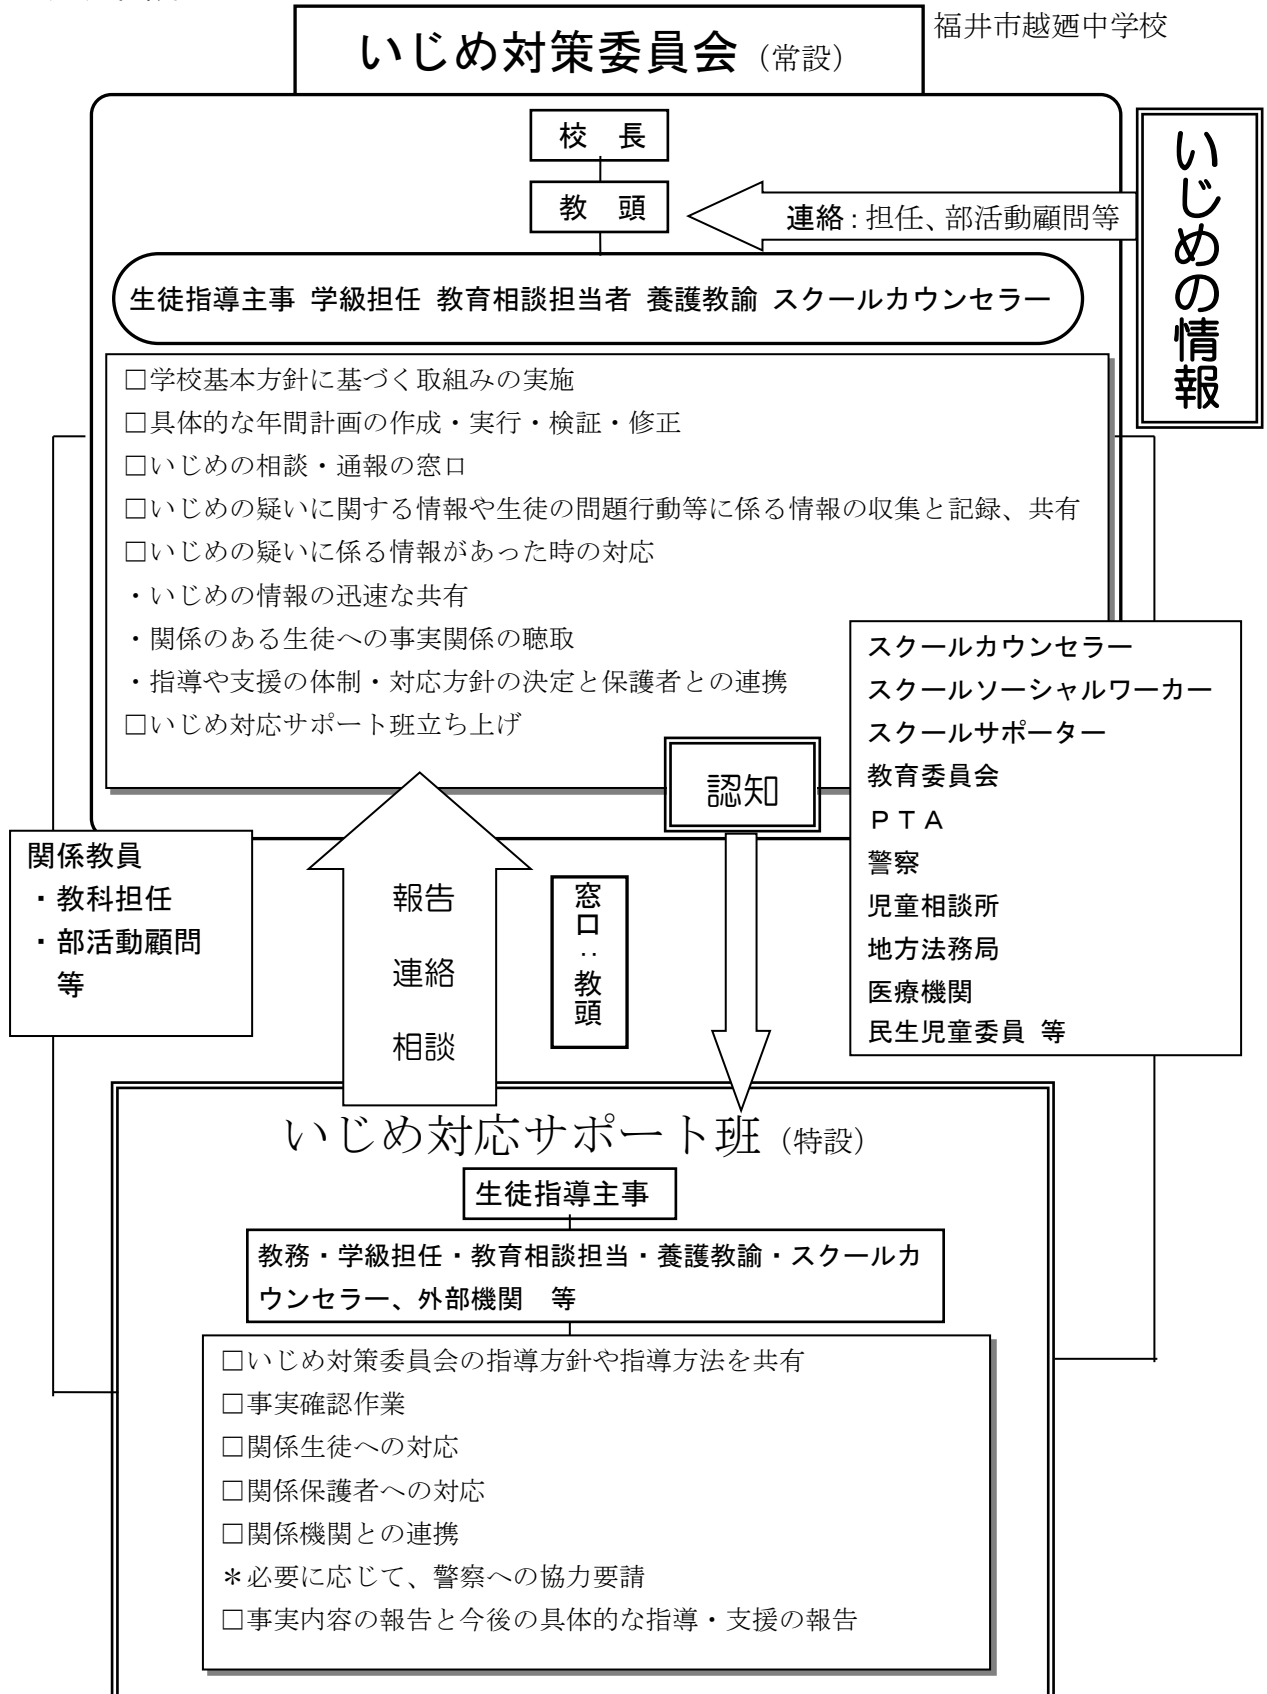 福井市越廼中学校
いじめ対策委員会（常設）
校　長
教　頭
連絡：担任、部活動顧問等
いじめの情報
生徒指導主事 学級担任 教育相談担当者 養護教諭 スクールカウンセラー
□学校基本方針に基づく取組みの実施
□具体的な年間計画の作成・実行・検証・修正
□いじめの相談・通報の窓口
□いじめの疑いに関する情報や生徒の問題行動等に係る情報の収集と記録、共有
□いじめの疑いに係る情報があった時の対応
・いじめの情報の迅速な共有
・関係のある生徒への事実関係の聴取
・指導や支援の体制・対応方針の決定と保護者との連携
□いじめ対応サポート班立ち上げ
認知
スクールカウンセラー
スクールソーシャルワーカー
スクールサポーター
教育委員会
ＰＴＡ
警察
児童相談所
地方法務局
医療機関
民生児童委員 等
関係教員
・教科担任
・部活動顧問
等
報告
連絡
相談
窓口：教頭
いじめ対応サポート班（特設）
生徒指導主事
教務・学級担任・教育相談担当・養護教諭・スクールカ
ウンセラー、外部機関　等
□いじめ対策委員会の指導方針や指導方法を共有
□事実確認作業
□関係生徒への対応
□関係保護者への対応
□関係機関との連携
＊必要に応じて、警察への協力要請
□事実内容の報告と今後の具体的な指導・支援の報告